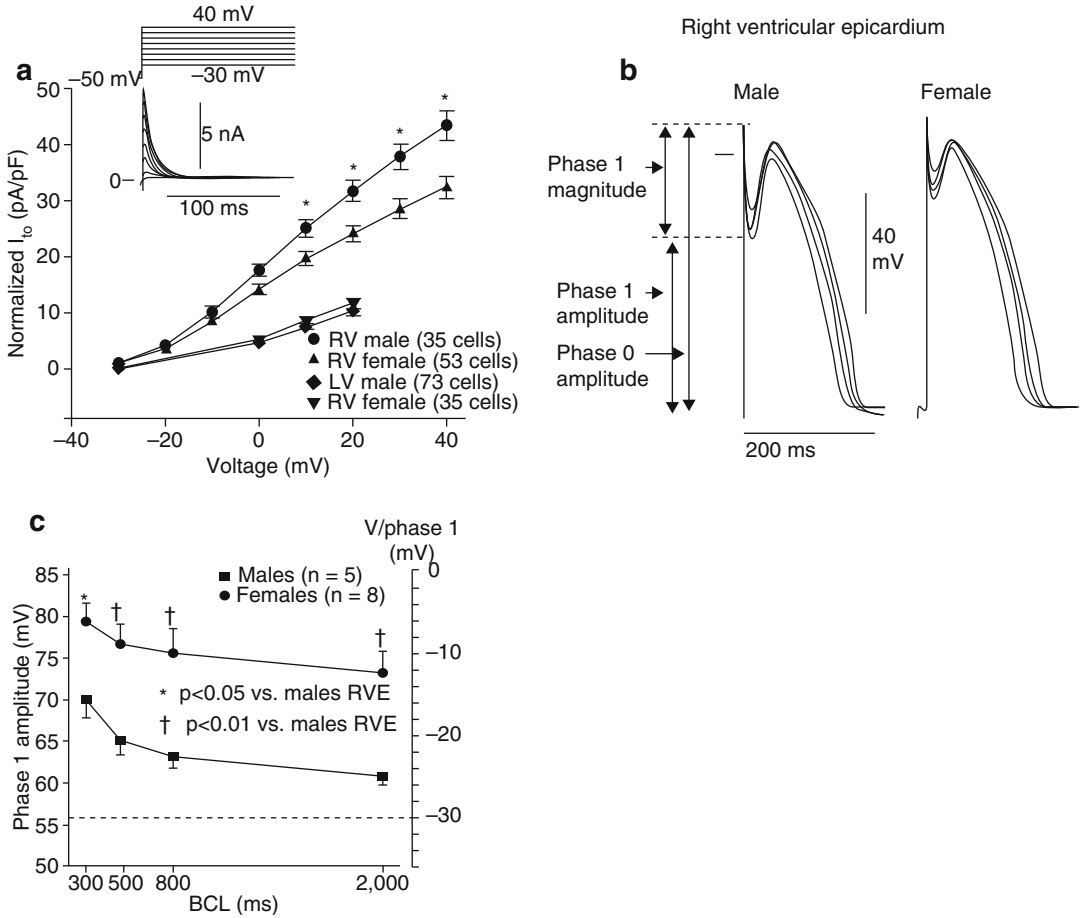 40 mV
Right ventricular epicardium
a
–50 mV
–30 mV
b
Male
Female
50
40
30
20
10
0
Normalized Ito (pA/pF)
5 nA
0–
100 ms
*
*
*
*
RV male (35 cells)
RV female (53 cells)
LV male (73 cells)
RV female (35 cells)
–40
–20
0
20
40
Voltage (mV)
Phase 1
magnitude
Phase 1
amplitude
Phase 0
amplitude
40
mV
200 ms
c
V/phase 1
(mV)
Males (n = 5)
Females (n = 8)
85
80
75
70
65
60
55
50
Phase 1 amplitude (mV)
*
†
†
†
* p<0.05 vs. males RVE
† p<0.01 vs. males RVE
0
–10
–20
–30
300
500
800
2,000
BCL (ms)